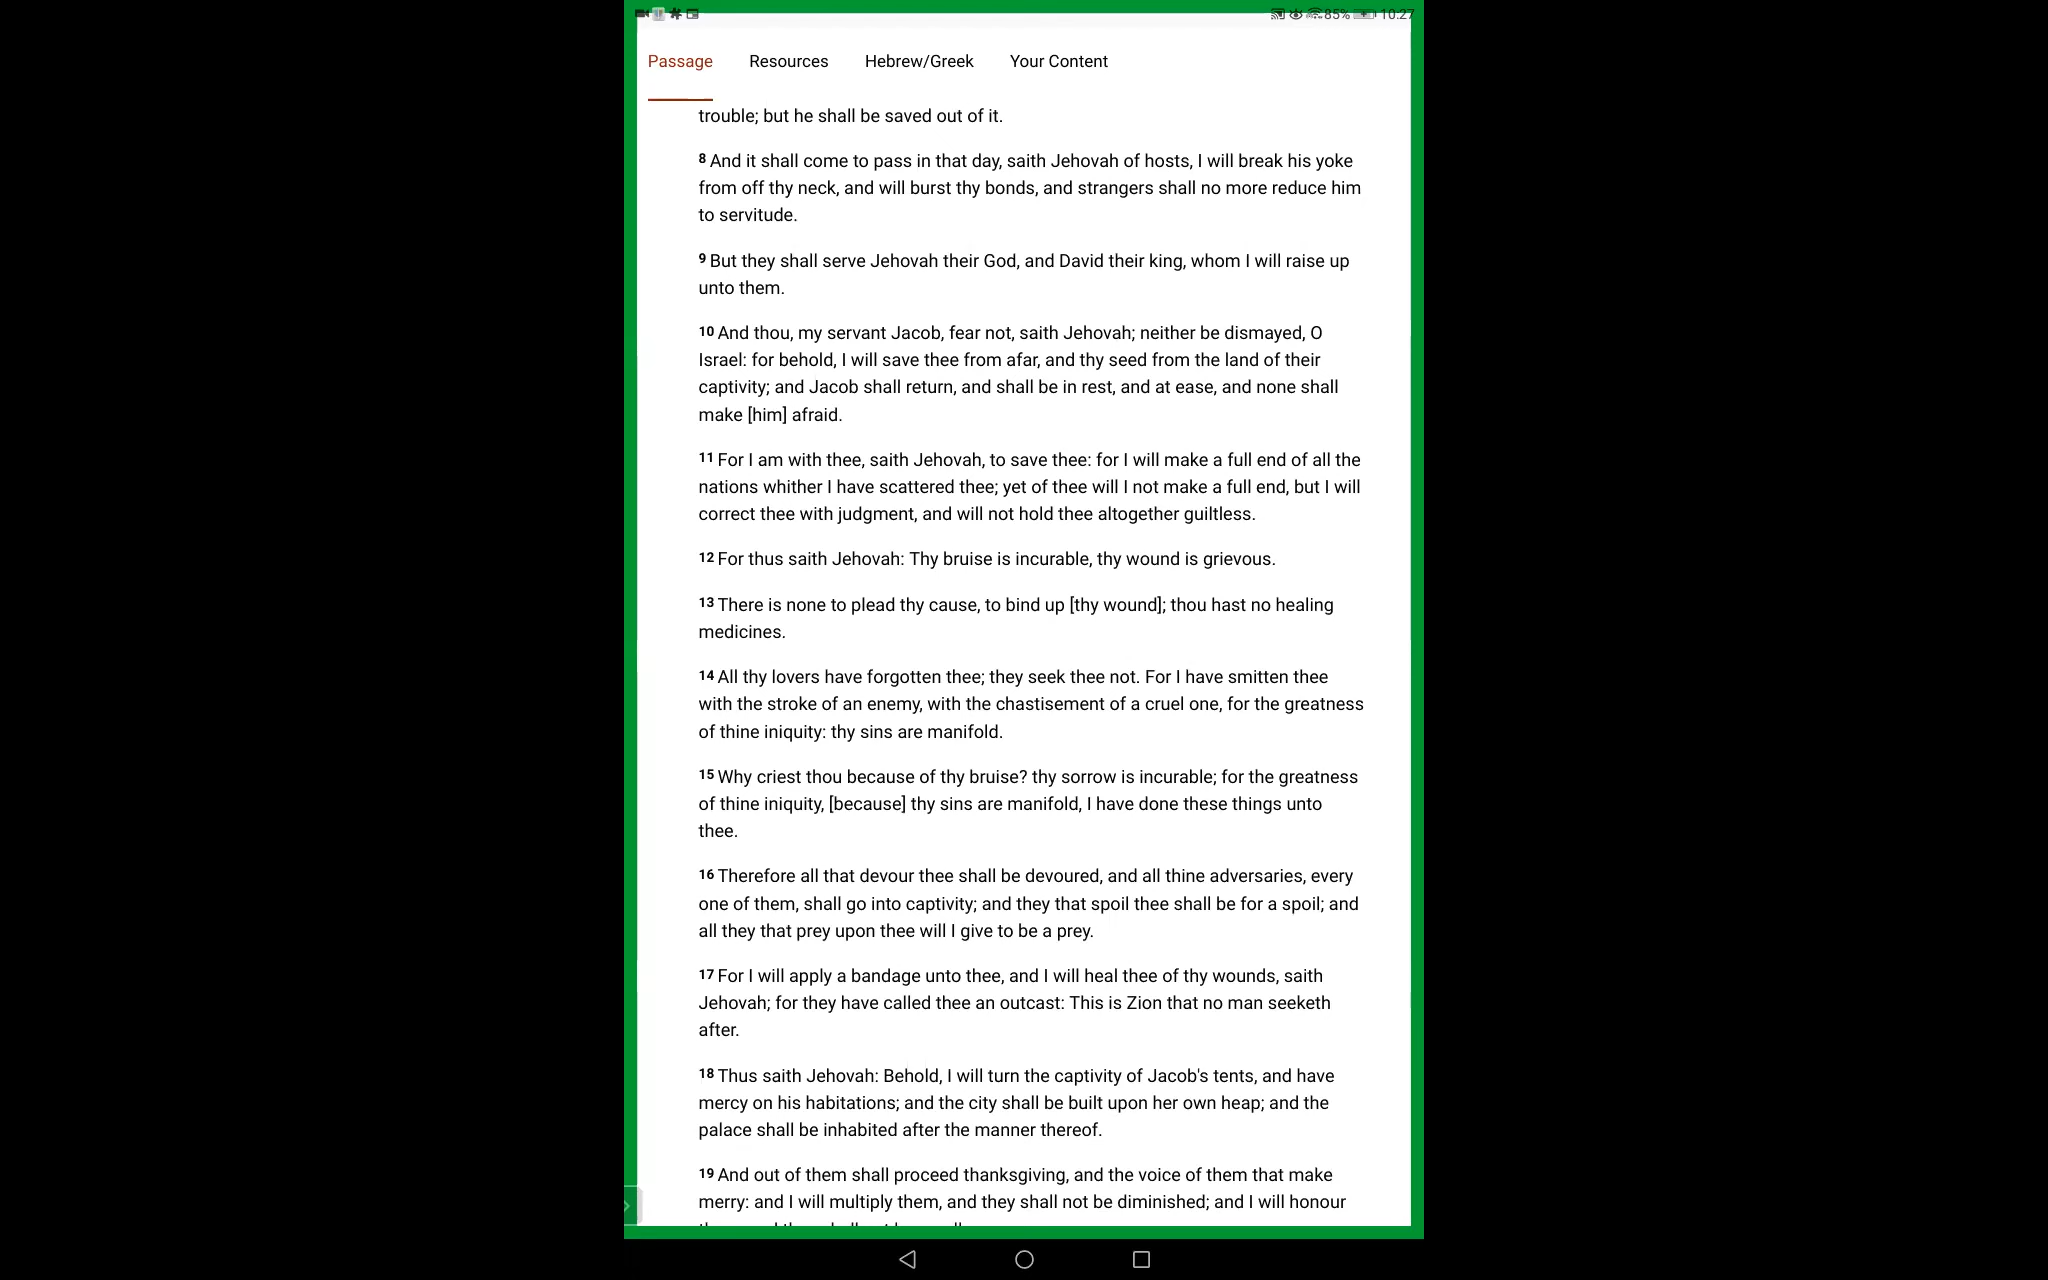 85% 10:27
Passage Resources Hebrew/Greek Your Content
trouble; but he shall be saved out of it.
8 And it shall come to pass in that day, saith Jehovah of hosts, I will break his yoke
from off thy neck, and will burst thy bonds, and strangers shall no more reduce him
to servitude.
9 But they shall serve Jehovah their God, and David their king, whom I will raise up
unto them.
10 And thou, my servant Jacob, fear not, saith Jehovah; neither be dismayed, O
Israel: for behold, I will save thee from afar, and thy seed from the land of their
captivity; and Jacob shall return, and shall be in rest, and at ease, and none shall
make [him] afraid.
11 For I am with thee, saith Jehovah, to save thee: for I will make a full end of all the
nations whither I have scattered thee; yet of thee will I not make a full end, but I will
correct thee with judgment, and will not hold thee altogether guiltless.
12 For thus saith Jehovah: Thy bruise is incurable, thy wound is grievous.
13 There is none to plead thy cause, to bind up [thy wound]; thou hast no healing
medicines.
14 All thy lovers have forgotten thee; they seek thee not. For I have smitten thee
with the stroke of an enemy, with the chastisement of a cruel one, for the greatness
of thine iniquity: thy sins are manifold.
15 Why criest thou because of thy bruise? thy sorrow is incurable; for the greatness
of thine iniquity, [because] thy sins are manifold, I have done these things unto
thee.
16 Therefore all that devour thee shall be devoured, and all thine adversaries, every
one of them, shall go into captivity; and they that spoil thee shall be for a spoil; and
all they that prey upon thee will I give to be a prey.
17 For I will apply a bandage unto thee, and I will heal thee of thy wounds, saith
Jehovah; for they have called thee an outcast: This is Zion that no man seeketh
after.
18 Thus saith Jehovah: Behold, I will turn the captivity of Jacob's tents, and have
mercy on his habitations; and the city shall be built upon her own heap; and the
palace shall be inhabited after the manner thereof.
19 And out of them shall proceed thanksgiving, and the voice of them that make
merry: and I will multiply them, and they shall not be diminished; and I will honour